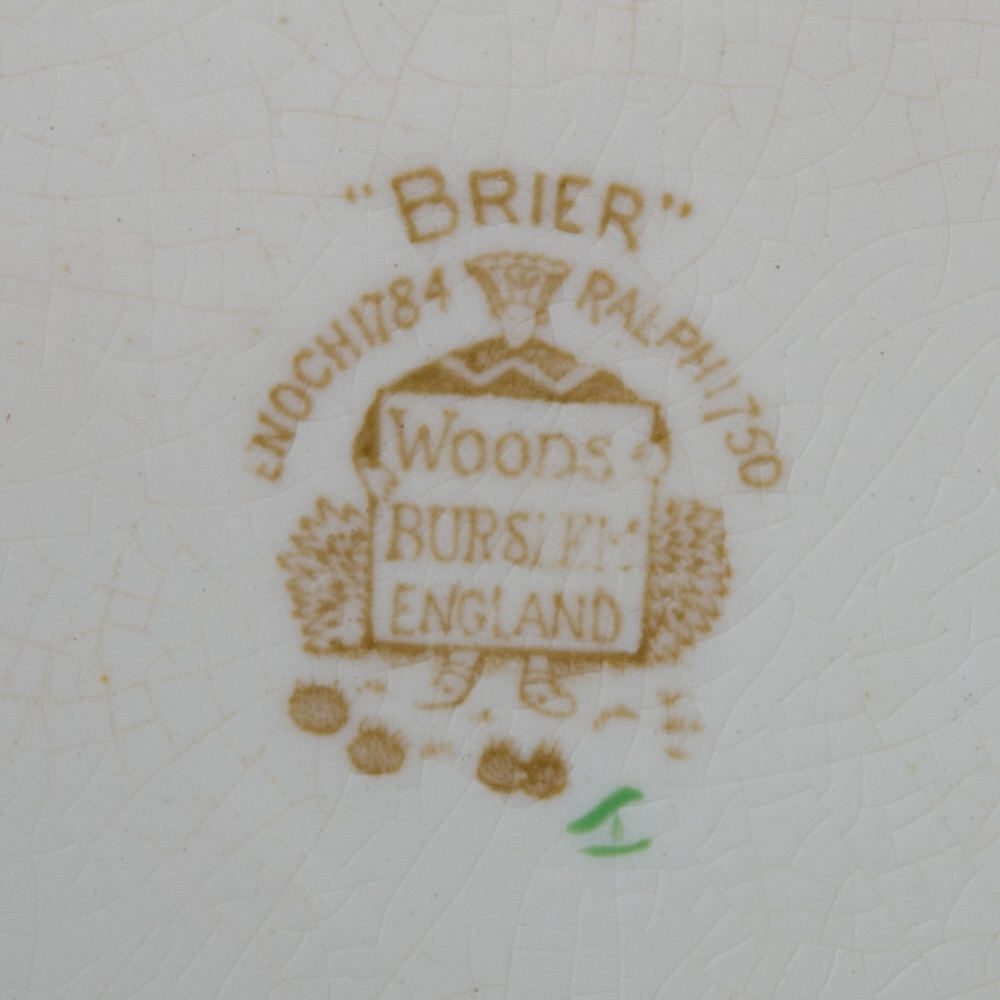 "BRIER"
ENOCH 1784 RALPH 1750
WOODS
BURSLEM
ENGLAND
I